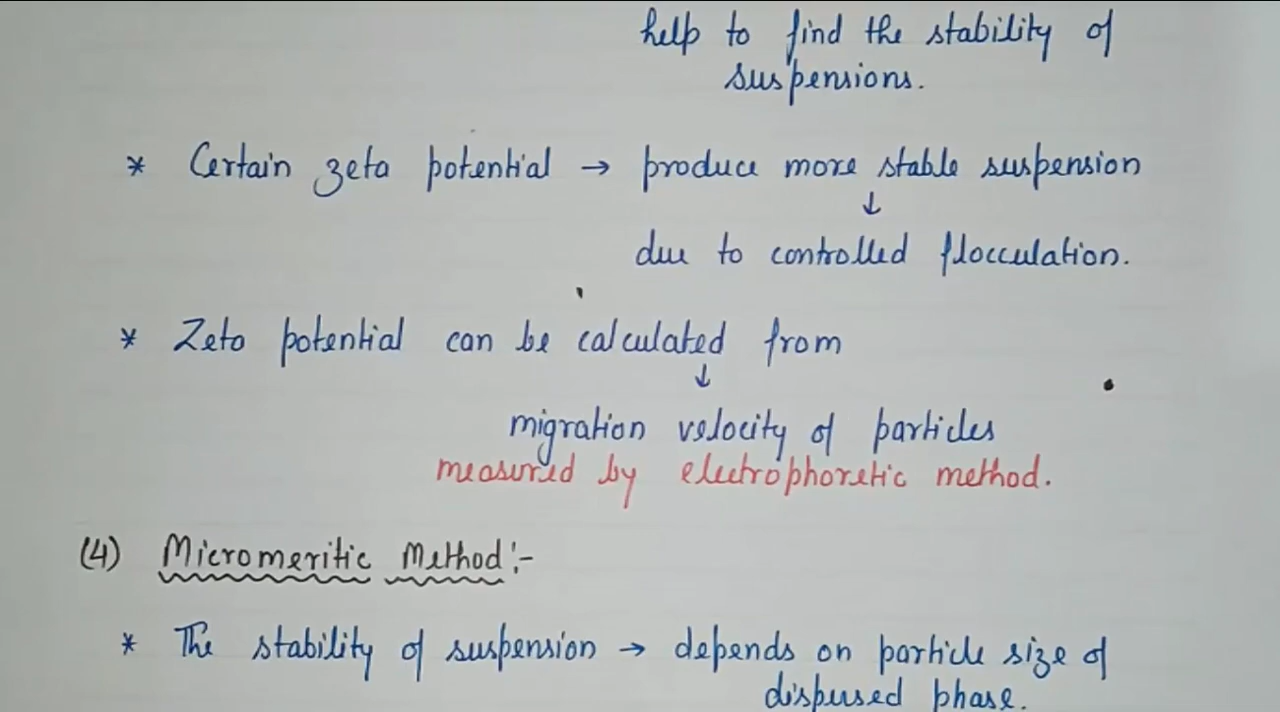 help to find the stability of
suspensions.
* Certain zeta potential → produce more stable suspension
↓
due to controlled flocculation.
* Zeto potential can be calculated from
↓
migration velocity of particles
measured by electrophoretic method.
(4) Micromeritic Method:-
* The stability of suspension → depends on particle size of
dispersed phase.